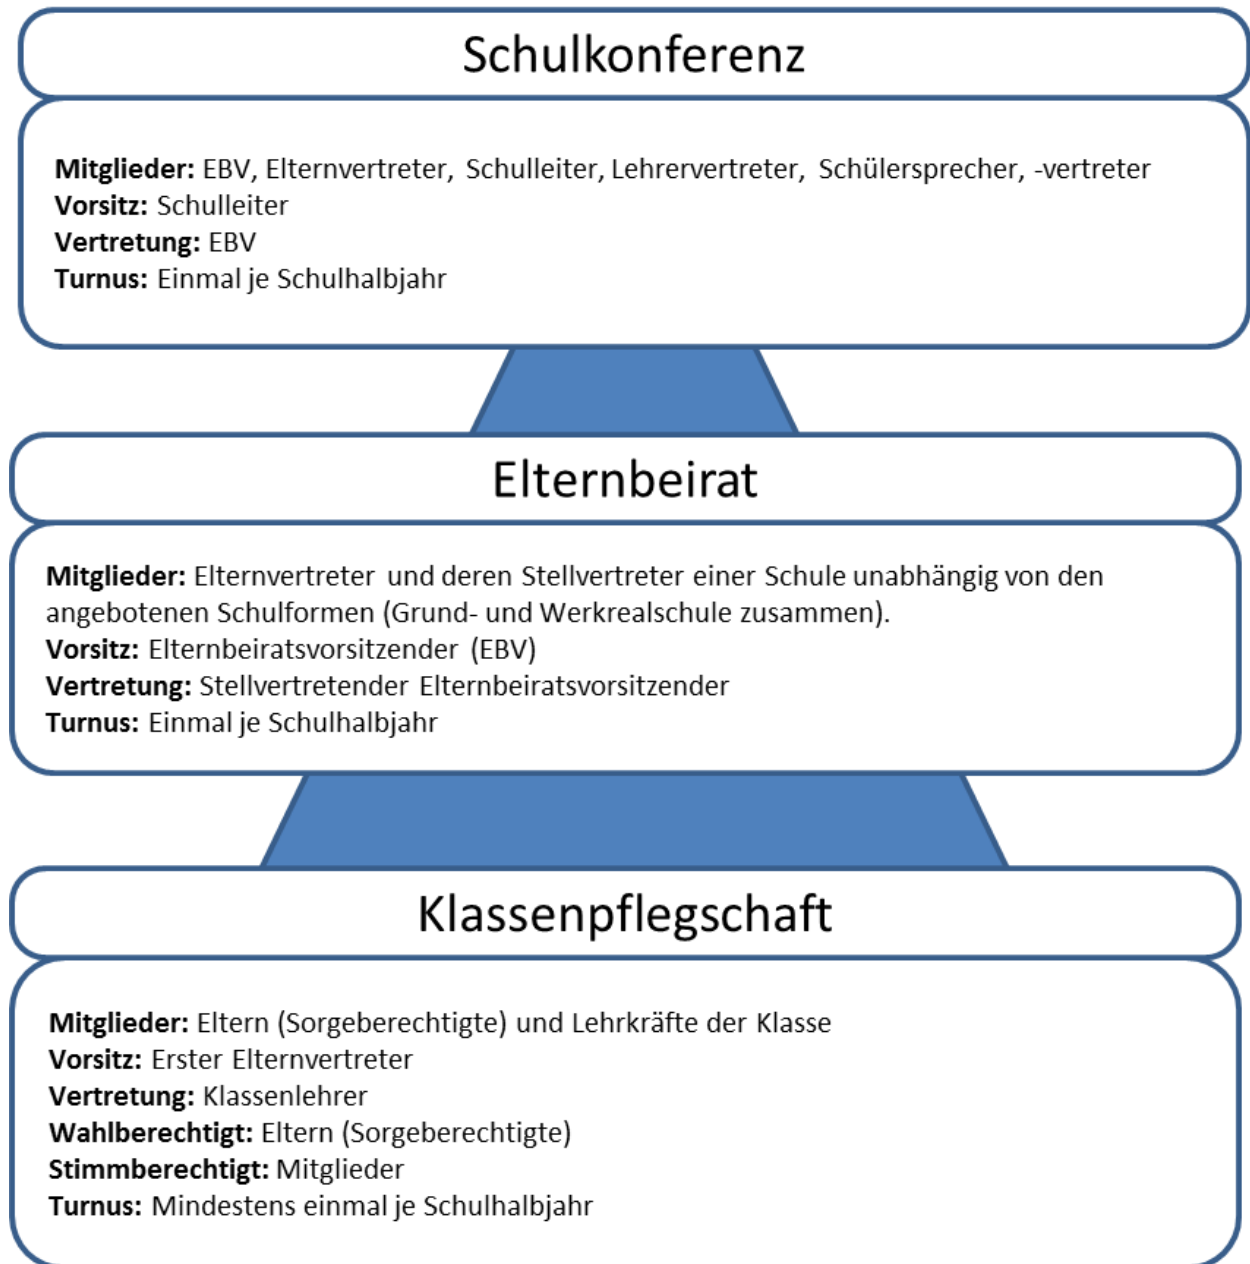 Schulkonferenz
Mitglieder: EBV, Elternvertreter, Schulleiter, Lehrervertreter, Schülersprecher, -vertreter
Vorsitz: Schulleiter
Vertretung: EBV
Turnus: Einmal je Schulhalbjahr
Elternbeirat
Mitglieder: Elternvertreter und deren Stellvertreter einer Schule unabhängig von den
angebotenen Schulformen (Grund- und Werkrealschule zusammen).
Vorsitz: Elternbeiratsvorsitzender (EBV)
Vertretung: Stellvertretender Elternbeiratsvorsitzender
Turnus: Einmal je Schulhalbjahr
Klassenpflegschaft
Mitglieder: Eltern (Sorgeberechtigte) und Lehrkräfte der Klasse
Vorsitz: Erster Elternvertreter
Vertretung: Klassenlehrer
Wahlberechtigt: Eltern (Sorgeberechtigte)
Stimmberechtigt: Mitglieder
Turnus: Mindestens einmal je Schulhalbjahr